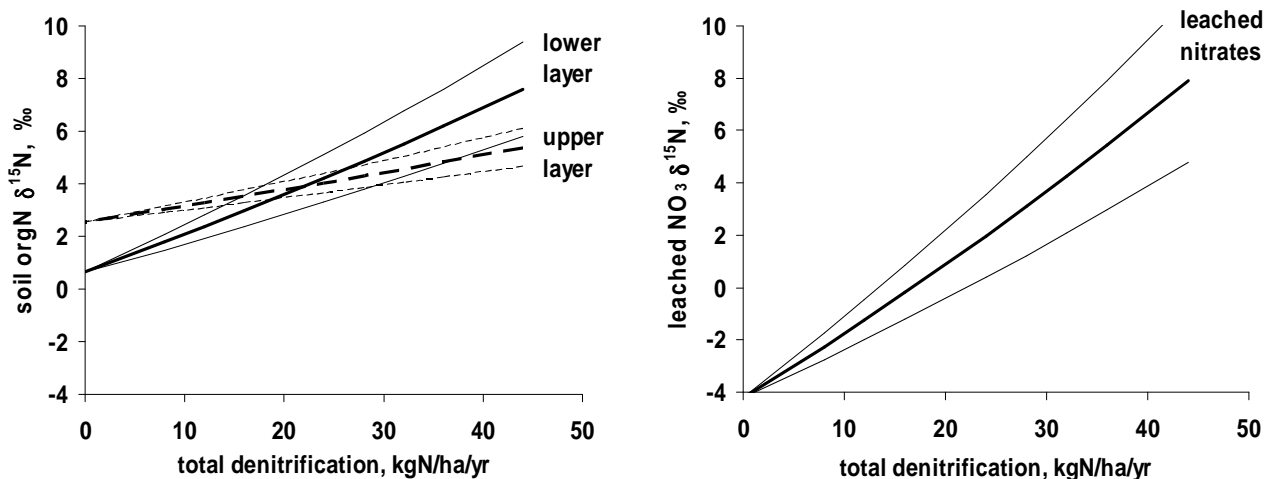 10
8
6
4
2
0
-2
-4
soil orgN δ¹⁵N, ‰
lower
layer
upper
layer
0 10 20 30 40 50
total denitrification, kgN/ha/yr
10
8
6
4
2
0
-2
-4
leached NO₃ δ¹⁵N, ‰
leached
nitrates
0 10 20 30 40 50
total denitrification, kgN/ha/yr